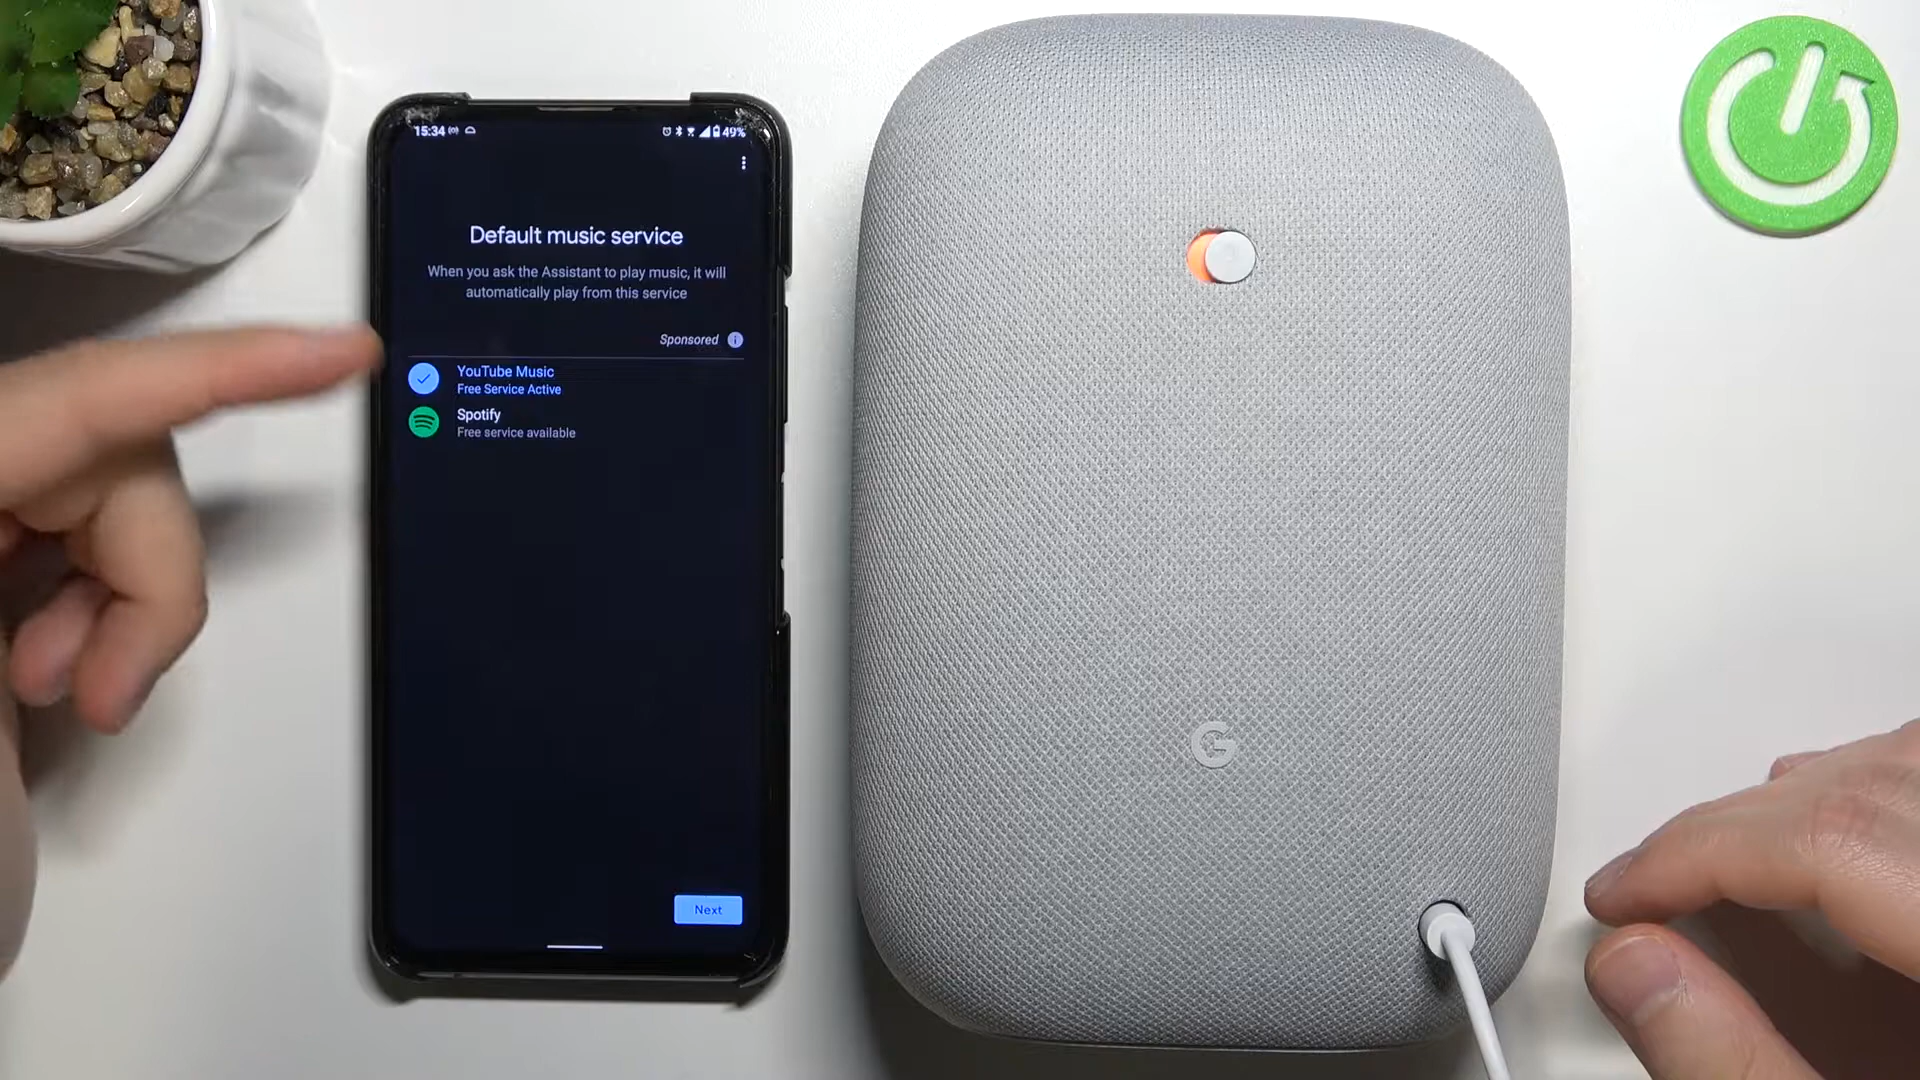 15:34
49%
Default music service
When you ask the Assistant to play music, it will
automatically play from this service
Sponsored
YouTube Music
Free Service Active
Spotify
Free service available
Next
G